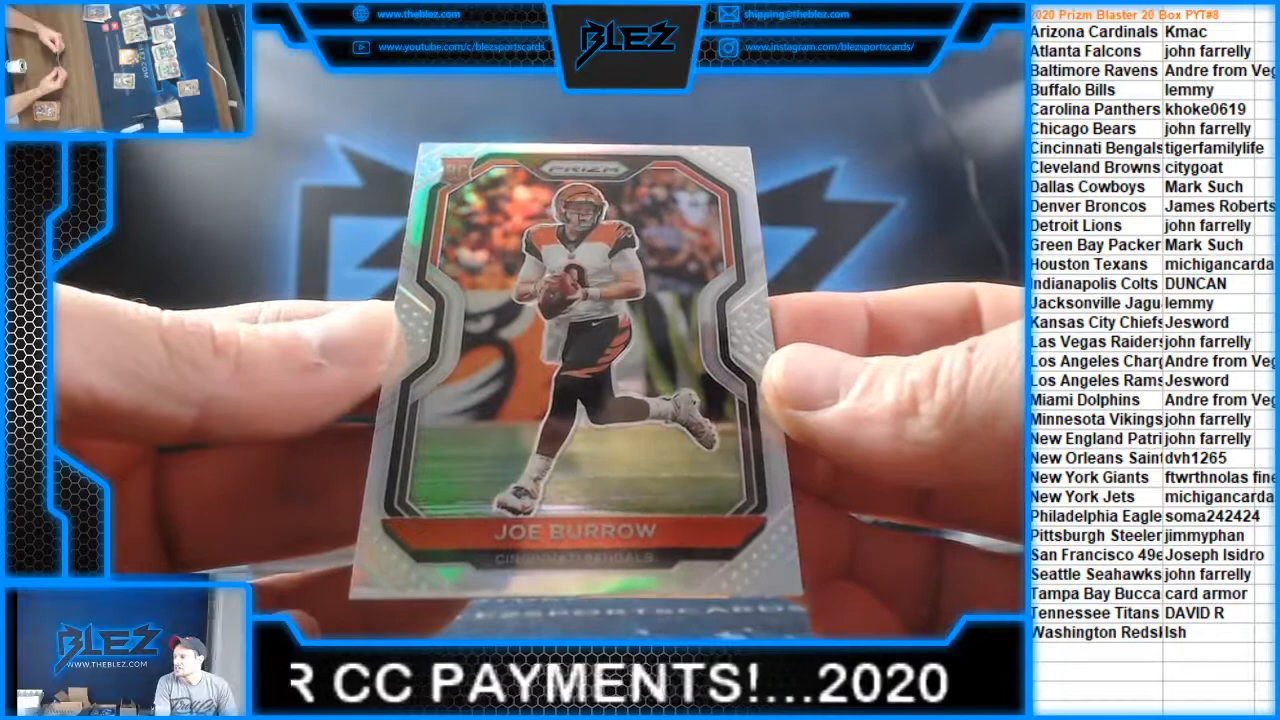 www.theblez.com
www.youtube.com/c/blezsportscards
BLEZ
shipping@theblez.com
www.instagram.com/blezsportscards/
RC
PRIZM
JOE BURROW
CINCINNATI BENGALS
BLEZ
WWW.THEBLEZ.COM
R CC PAYMENTS!...2020
2020 Prizm Blaster 20 Box PYT#8
Arizona Cardinals Kmac
Atlanta Falcons john farrelly
Baltimore Ravens Andre from Veg
Buffalo Bills lemmy
Carolina Panthers khoke0619
Chicago Bears john farrelly
Cincinnati Bengals tigerfamilylife
Cleveland Browns citygoat
Dallas Cowboys Mark Such
Denver Broncos James Roberts
Detroit Lions john farrelly
Green Bay Packer Mark Such
Houston Texans michigancarda
Indianapolis Colts DUNCAN
Jacksonville Jagu lemmy
Kansas City Chiefs Jesword
Las Vegas Raiders john farrelly
Los Angeles Charg Andre from Veg
Los Angeles Rams Jesword
Miami Dolphins Andre from Veg
Minnesota Vikings john farrelly
New England Patri john farrelly
New Orleans Saint dvh1265
New York Giants ftwrthnolas fine
New York Jets michigancarda
Philadelphia Eagle soma242424
Pittsburgh Steeler jimmyphan
San Francisco 49e Joseph Isidro
Seattle Seahawks john farrelly
Tampa Bay Bucca card armor
Tennessee Titans DAVID R
Washington Redsk Ish